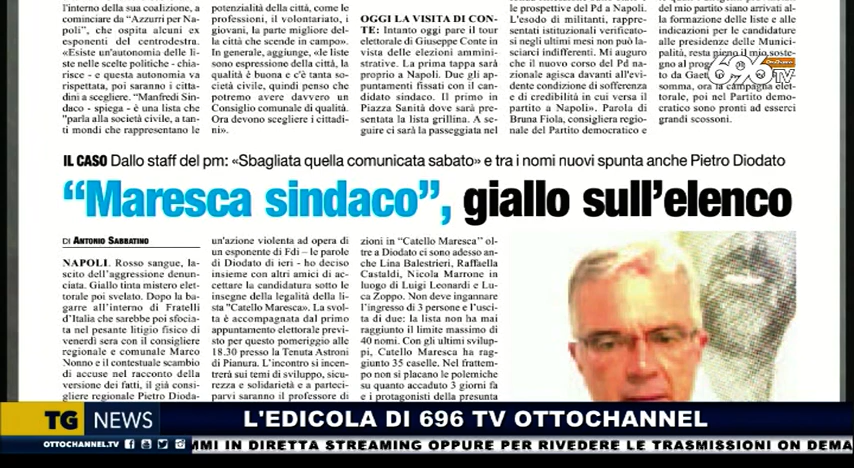 l'interno della sua coalizione, a
cominciare da “Azzurri per Na-
poli”, che ospita alcuni ex
esponenti del centrodestra.
«Esiste un'autonomia delle li-
ste nelle scelte politiche - chia-
risce - e questa autonomia va
rispettata, poi saranno i citta-
dini a scegliere. “Manfredi Sin-
daco - spiega - è una lista che
"parla alla società civile, a tan-
ti mondi che rappresentano le
potenzialità della città, come le
professioni, il volontariato, i
giovani, la parte migliore del-
la città che scende in campo».
In generale, aggiunge, «le liste
sono espressione della città, la
qualità è buona e c'è tanta so-
cietà civile, quindi penso che
potremo avere davvero un
Consiglio comunale di qualità.
Ora devono scegliere i cittadi-
ni».
OGGI LA VISITA DI CON-
TE: Intanto oggi pare il tour
elettorale di Giuseppe Conte in
vista delle elezioni ammini-
strative. La prima tappa sarà
proprio a Napoli. Due gli ap-
puntamenti fissati con il can-
didato sindaco. Il primo in
Piazza Sanità dove sarà pre-
sentata la lista grillina. A se-
guire ci sarà la passeggiata nel
le prospettive del Pd a Napoli.
L'esodo di militanti, rappre-
sentati istituzionali verificato-
si negli ultimi mesi non può la-
sciarci indifferenti. Mi auguro
che il nuovo corso del Pd na-
zionale agisca davanti all'evi-
dente condizione di sofferenza
e di credibilità in cui versa il
partito a Napoli». Parola di
Bruna Fiola, consigliera regio-
nale del Partito democratico e
del mio partito siano arrivati al-
la formazione delle liste e alle
indicazioni per le candidature
alle presidenze delle Municipa-
lità, resta pieno il mio soste-
gno al prog
to da Gaet
somma, ora la campagna elet-
torale, poi nel Partito demo-
cratico sono pronti ad esserci
grandi scossoni.
696 TV
IL CASO Dallo staff del pm: «Sbagliata quella comunicata sabato» e tra i nomi nuovi spunta anche Pietro Diodato
“Maresca sindaco”, giallo sull'elenco
DI ANTONIO SABBATINO
NAPOLI. Rosso sangue, la-
scito dell'aggressione denun-
ciata. Giallo tinta mistero elet-
torale poi svelato. Dopo la ba-
garre all'interno di Fratelli
d'Italia che sarebbe poi sfocia-
ta nel pesante litigio fisico di
venerdì sera con il consigliere
regionale e comunale Marco
Nonno e il contestuale scambio
di accuse nel racconto della
versione dei fatti, il già consi-
gliere regionale Pietro Dioda-
un'azione violenta ad opera di
un esponente di Fdi – le parole
di Diodato di ieri - ho deciso
insieme con altri amici di ac-
cettare la candidatura sotto le
insegne della legalità della li-
sta "Catello Maresca». La svol-
ta è accompagnata dal primo
appuntamento elettorale previ-
sto per questo pomeriggio alle
18.30 presso la Tenuta Astroni
di Pianura. L'incontro si incen-
trerà sui temi di sviluppo, sicu-
rezza e solidarietà e a parteci-
parvi saranno il professore di
zioni in “Catello Maresca” ol-
tre a Diodato ci sono adesso an-
che Lina Balestrieri, Raffaella
Castaldi, Nicola Marrone in
luogo di Luigi Leonardi e Lu-
ca Zoppo. Non deve ingannare
l'ingresso di 3 persone e l'usci-
ta di due: la lista non ha mai
raggiunto il limite massimo di
40 nomi. Con gli ultimi svilup-
pi, Catello Maresca ha rag-
giunto 35 caselle. Nel frattem-
po non si placano le polemiche
su quanto accaduto 3 giorni fa
e i protagonisti della presunta
TG NEWS
L'EDICOLA DI 696 TV OTTOCHANNEL
OTTOCHANNEL.TV
MMI IN DIRETTA STREAMING OPPURE PER RIVEDERE LE TRASMISSIONI ON DEMA